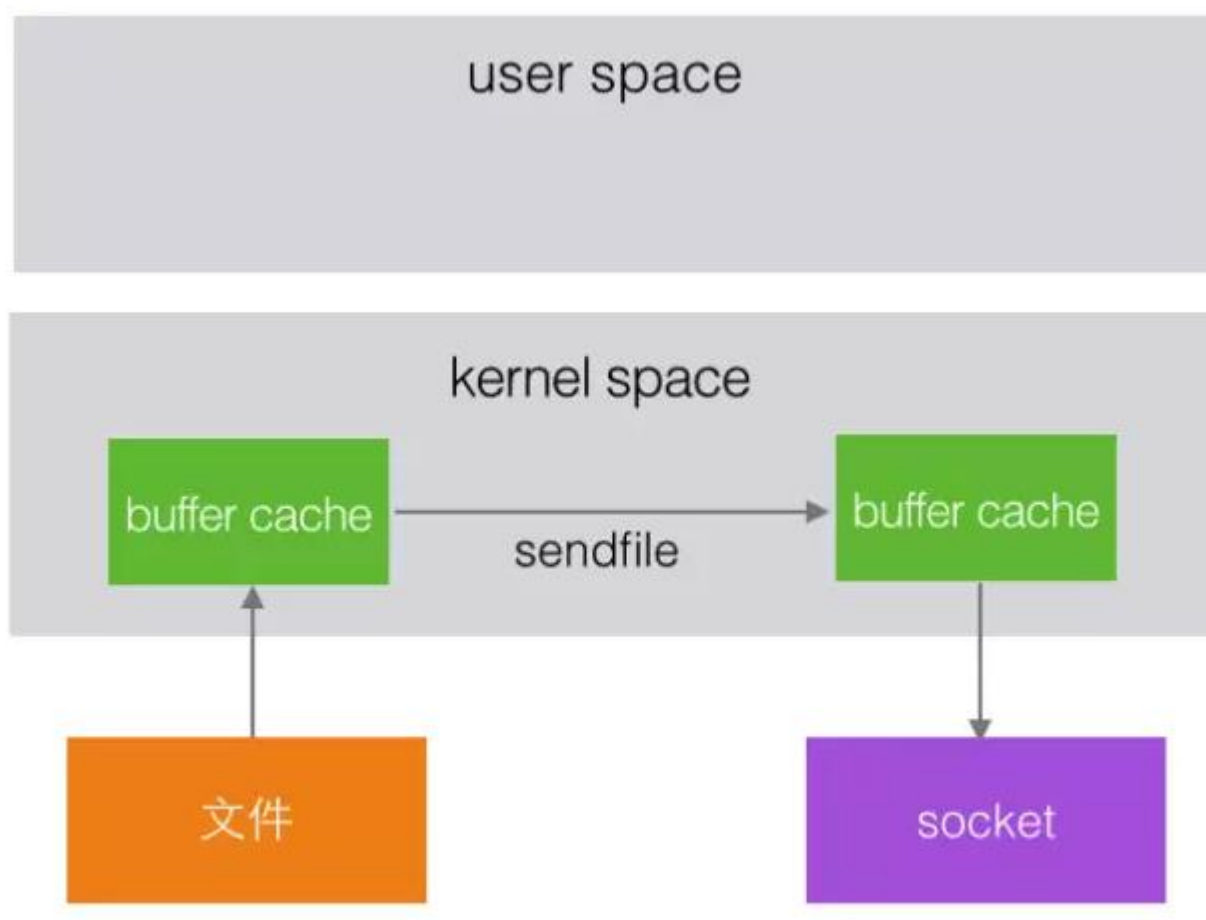 user space
kernel space
buffer cache
buffer cache
sendfile
文件
socket